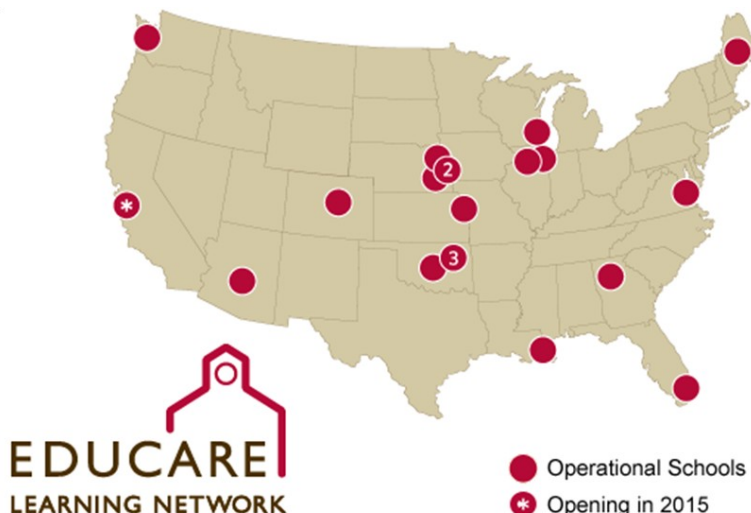 *
2
3
EDUCARE
LEARNING NETWORK
Operational Schools
* Opening in 2015